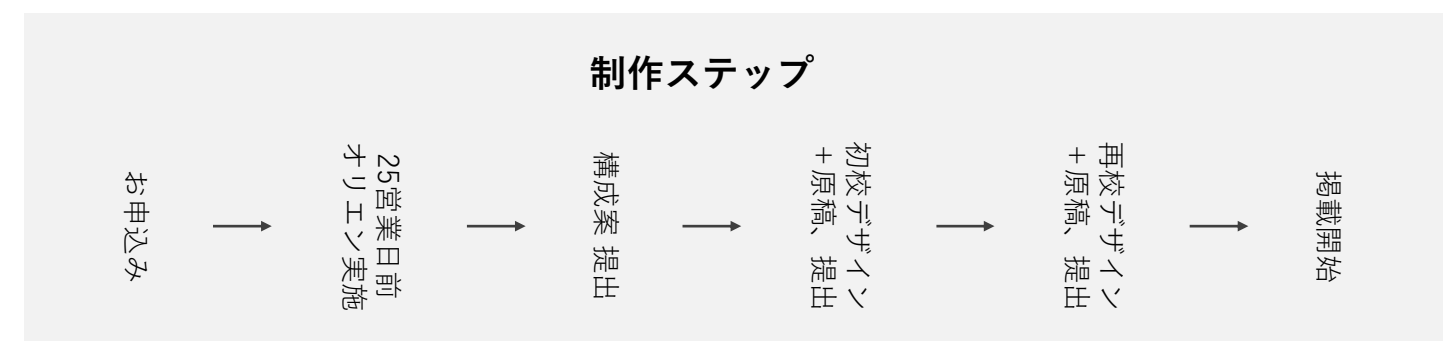 制作ステップ
お申込み
25営業日前
オリエン実施
構成案 提出
初校デザイン
＋原稿、提出
再校デザイン
＋原稿、提出
掲載開始